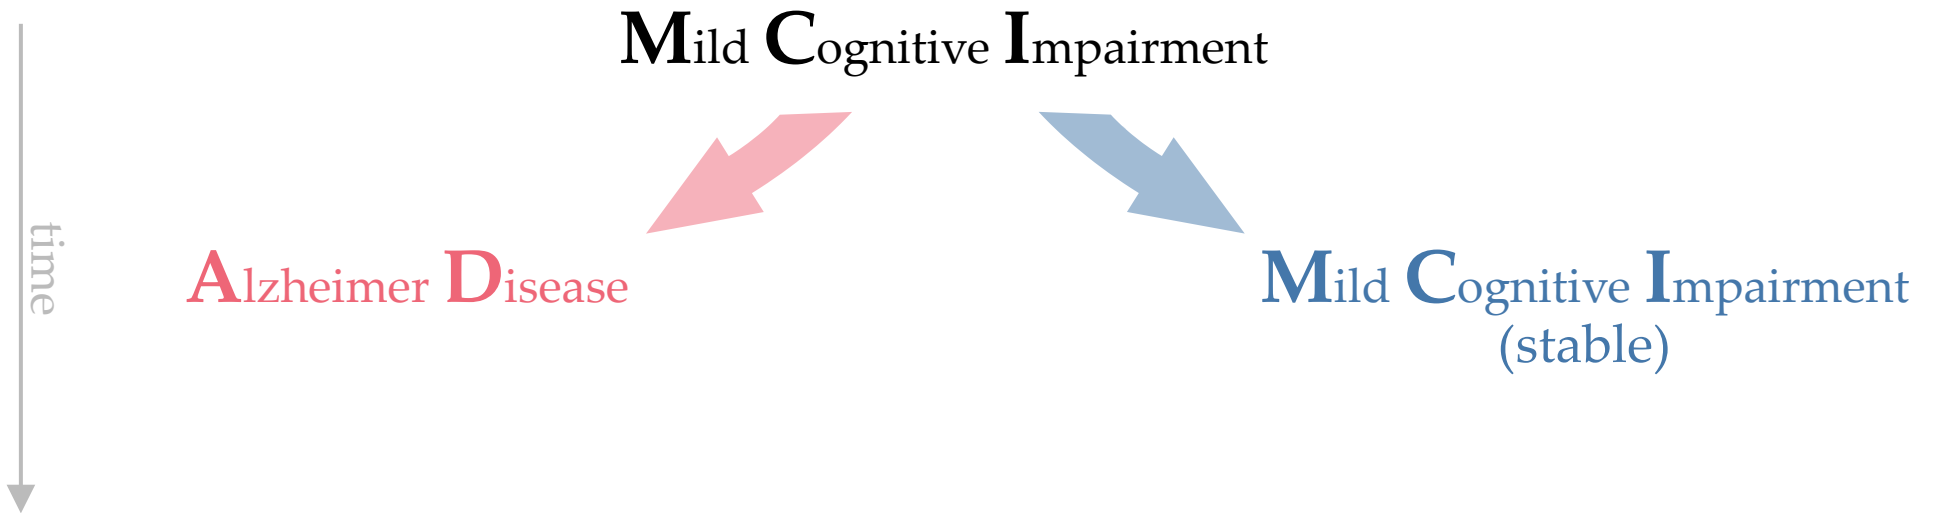 Mild Cognitive Impairment
time
Alzheimer Disease
Mild Cognitive Impairment
(stable)